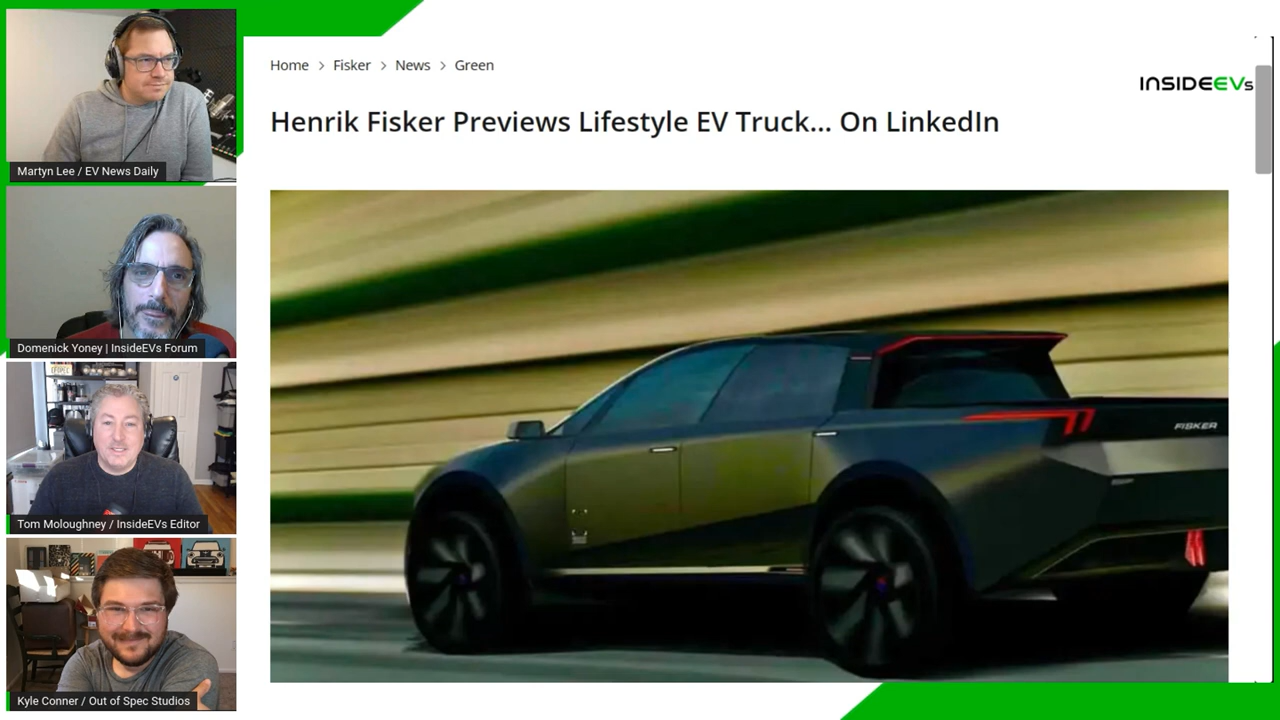 Martyn Lee / EV News Daily
Domenick Yoney | InsideEVs Forum
Tom Moloughney / InsideEVs Editor
Kyle Conner / Out of Spec Studios
Home > Fisker > News > Green
INSIDEEVs
Henrik Fisker Previews Lifestyle EV Truck... On LinkedIn
FISKER